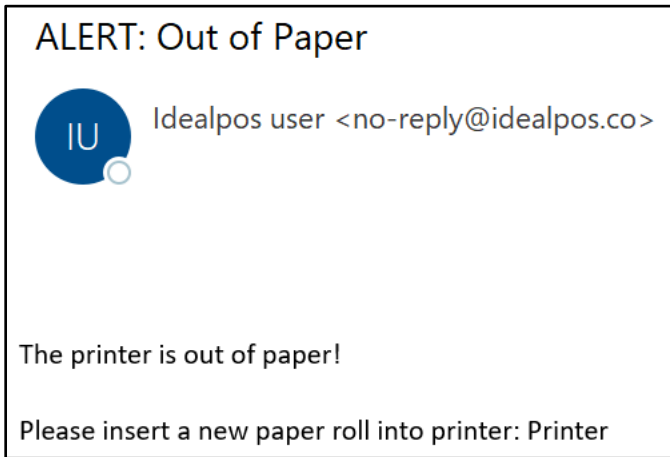 ALERT: Out of Paper
IU
Idealpos user <no-reply@idealpos.co>
The printer is out of paper!
Please insert a new paper roll into printer: Printer